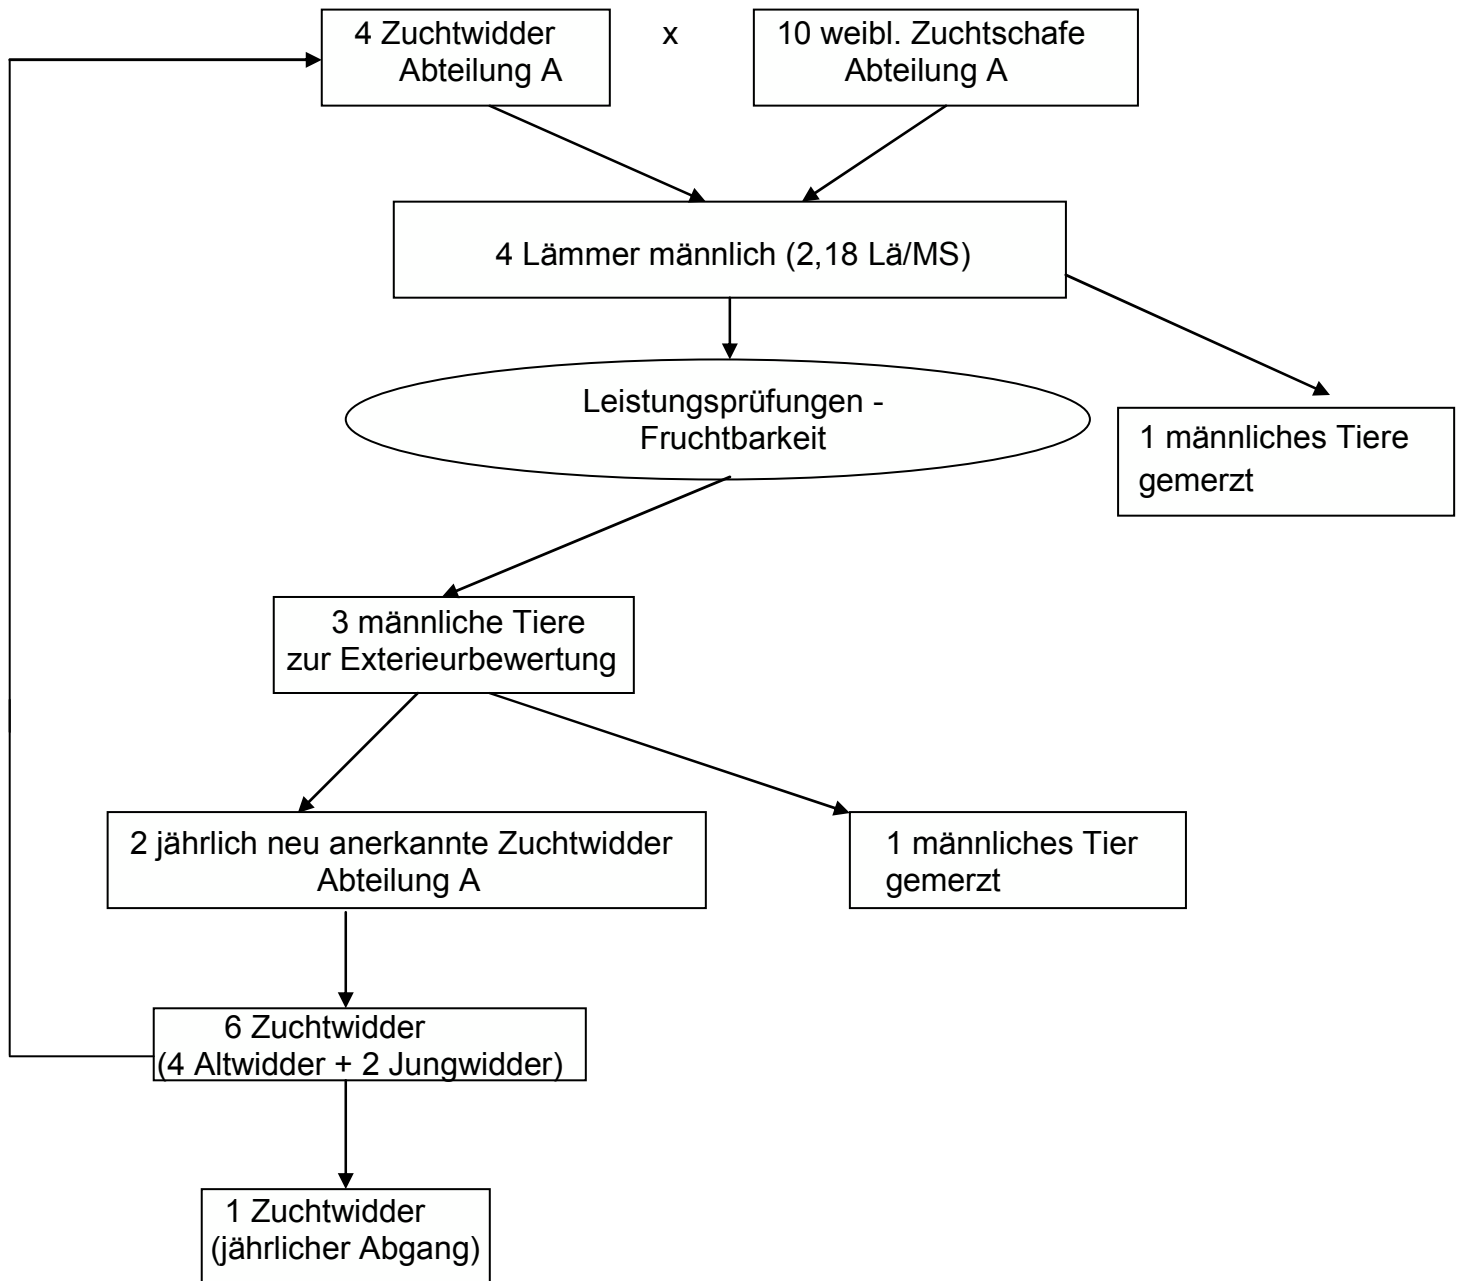 4 Zuchtwidder
Abteilung A
x
10 weibl. Zuchtschafe
Abteilung A
4 Lämmer männlich (2,18 Lä/MS)
Leistungsprüfungen -
Fruchtbarkeit
1 männliches Tiere
gemerzt
3 männliche Tiere
zur Exterieurbewertung
2 jährlich neu anerkannte Zuchtwidder
Abteilung A
1 männliches Tier
gemerzt
6 Zuchtwidder
(4 Altwidder + 2 Jungwidder)
1 Zuchtwidder
(jährlicher Abgang)